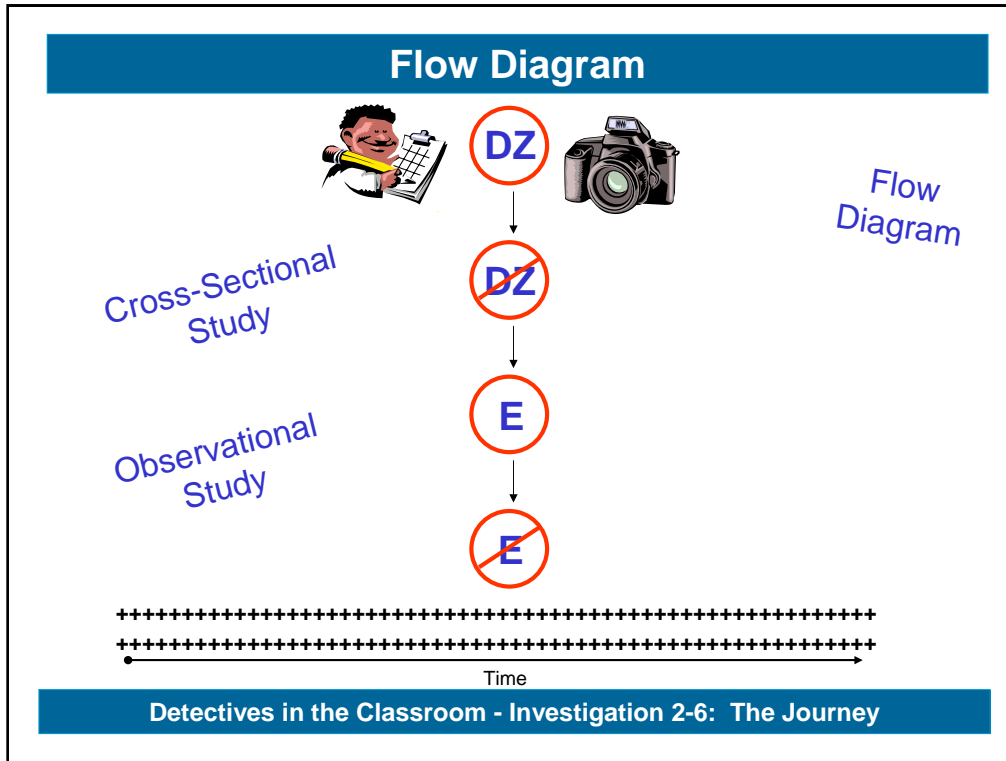 Flow Diagram
DZ
Flow
Diagram
Cross-Sectional
Study
DZ
E
Observational
Study
E
++++++++++++++++++++++++++++++++++++++++++++++++++++++++++
++++++++++++++++++++++++++++++++++++++++++++++++++++++++++
Time
Detectives in the Classroom - Investigation 2-6: The Journey